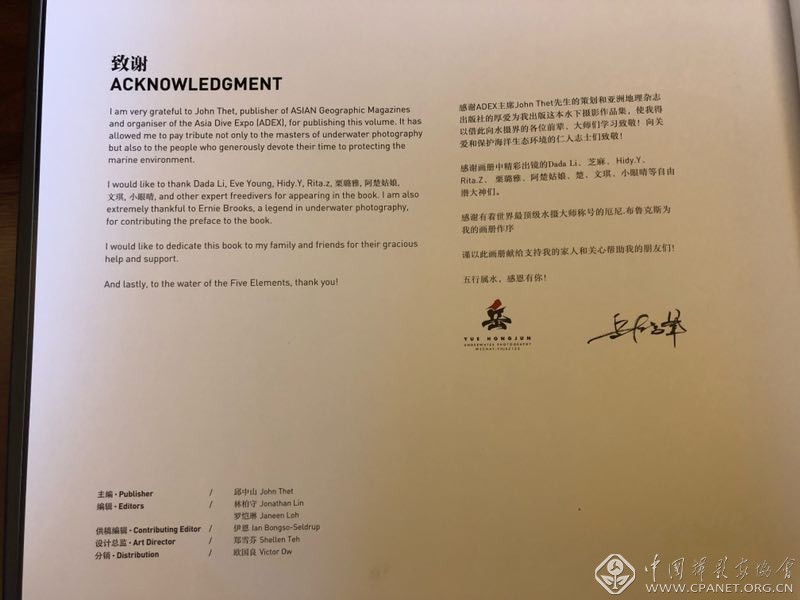 致谢
ACKNOWLEDGMENT
I am very grateful to John Thet, publisher of ASIAN Geographic Magazines
and organiser of the Asia Dive Expo (ADEX), for publishing this volume. It has
allowed me to pay tribute not only to the masters of underwater photography
but also to the people who generously devote their time to protecting the
marine environment.
I would like to thank Dada Li, Eve Young, Hidy.Y, Rita.z, 栗璐雅, 阿楚姑娘,
文琪, 小眼睛, and other expert freedivers for appearing in the book. I am also
extremely thankful to Ernie Brooks, a legend in underwater photography,
for contributing the preface to the book.
I would like to dedicate this book to my family and friends for their gracious
help and support.
And lastly, to the water of the Five Elements, thank you!
感谢ADEX主席John Thet先生的策划和亚洲地理杂志
出版社的厚爱为我出版这本水下摄影作品集，使我得
以借此向水摄界的各位前辈、大师们学习致敬！向关
爱和保护海洋生态环境的仁人志士们致敬！
感谢画册中精彩出镜的Dada Li、芝麻、Hidy.Y、
Rita.Z、栗璐雅、阿楚姑娘、楚、文琪、小眼睛等自由
潜大神们。
感谢有着世界最顶级水摄大师称号的厄尼.布鲁克斯为
我的画册作序
谨以此画册献给支持我的家人和关心帮助我的朋友们！
五行属水，感恩有你！
岳
YUE HONGJUN
UNDERWATER PHOTOGRAPHY
主编・Publisher / 邱中山 John Thet
编辑・Editors / 林柏守 Jonathan Lin
罗恺琳 Janeen Loh
供稿编辑・Contributing Editor / 伊恩 Ian Bongso-Seldrup
设计总监・Art Director / 郑雪芬 Shellen Teh
分销・Distribution / 欧国良 Victor Ow
中国摄影家协会
WWW.CPANET.ORG.CN